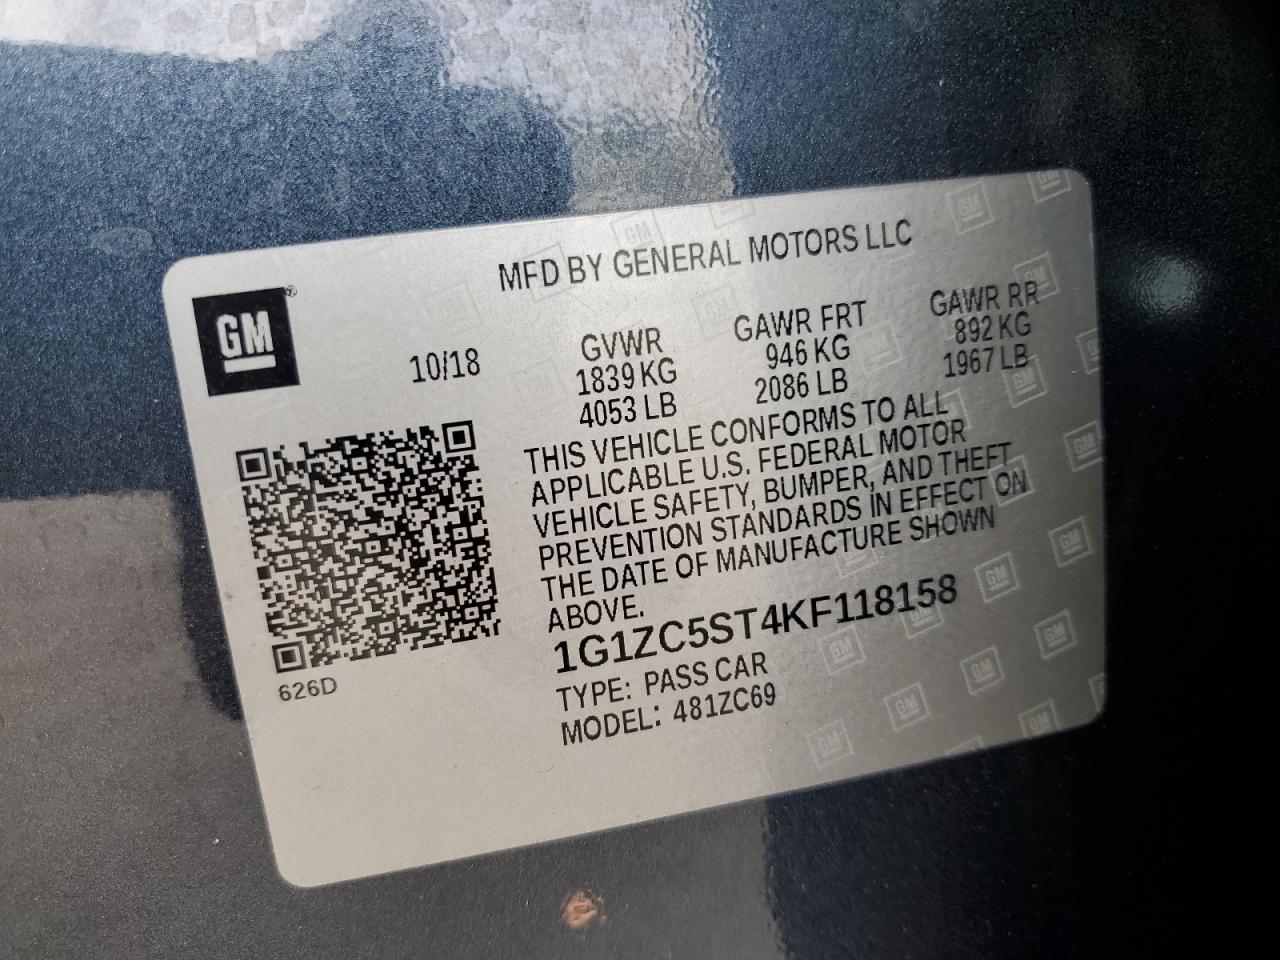 MFD BY GENERAL MOTORS LLC
GM®
10/18
GVWR
1839 KG
4053 LB
GAWR FRT
946 KG
2086 LB
GAWR RR
892 KG
1967 LB
THIS VEHICLE CONFORMS TO ALL
APPLICABLE U.S. FEDERAL MOTOR
VEHICLE SAFETY, BUMPER, AND THEFT
PREVENTION STANDARDS IN EFFECT ON
THE DATE OF MANUFACTURE SHOWN
ABOVE.
1G1ZC5ST4KF118158
TYPE: PASS CAR
MODEL: 481ZC69
626D